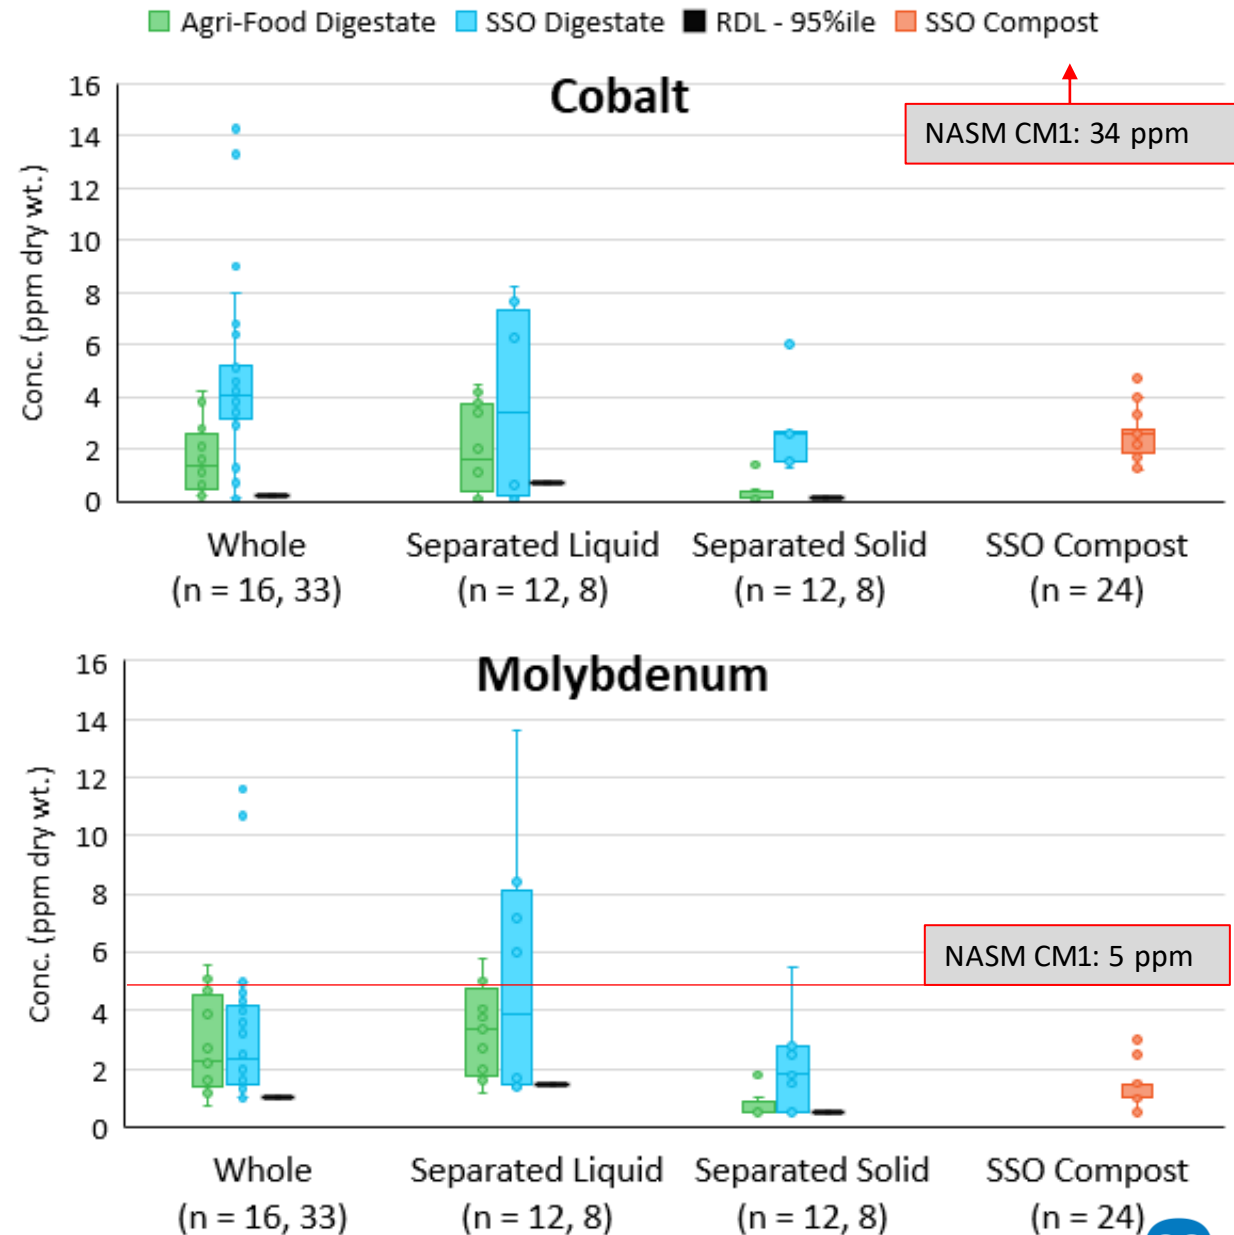 Agri-Food Digestate SSO Digestate RDL - 95%ile SSO Compost
Cobalt
NASM CM1: 34 ppm
Conc. (ppm dry wt.)
16
14
12
10
8
6
4
2
0
Whole Separated Liquid Separated Solid SSO Compost
(n = 16, 33) (n = 12, 8) (n = 12, 8) (n = 24)
Molybdenum
NASM CM1: 5 ppm
Conc. (ppm dry wt.)
16
14
12
10
8
6
4
2
0
Whole Separated Liquid Separated Solid SSO Compost
(n = 16, 33) (n = 12, 8) (n = 12, 8) (n = 24)